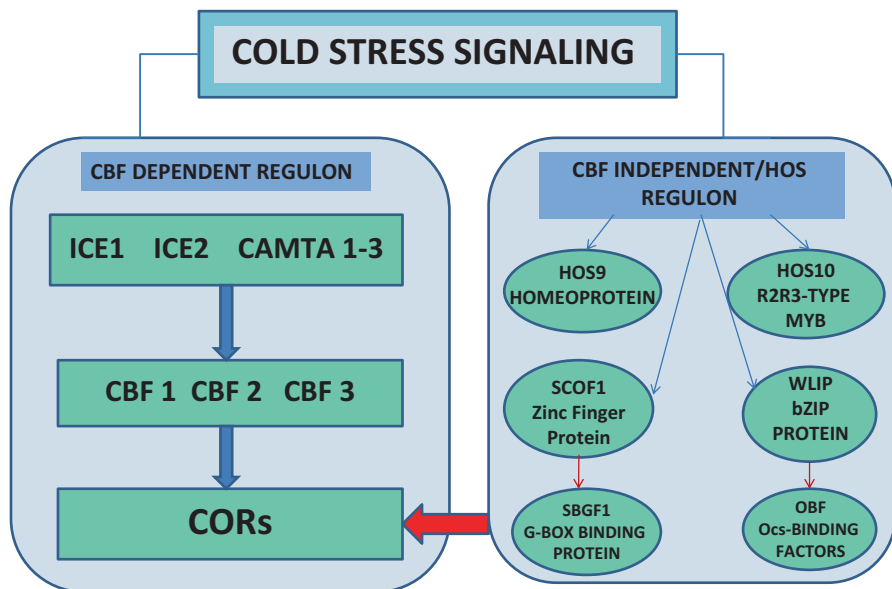 COLD STRESS SIGNALING
CBF DEPENDENT REGULON
ICE1 ICE2 CAMTA 1-3
CBF 1 CBF 2 CBF 3
CORs
CBF INDEPENDENT/HOS
REGULON
HOS9
HOMEOPROTEIN
HOS10
R2R3-TYPE
MYB
SCOF1
Zinc Finger
Protein
WLIP
bZIP
PROTEIN
SBGF1
G-BOX BINDING
PROTEIN
OBF
Ocs-BINDING
FACTORS